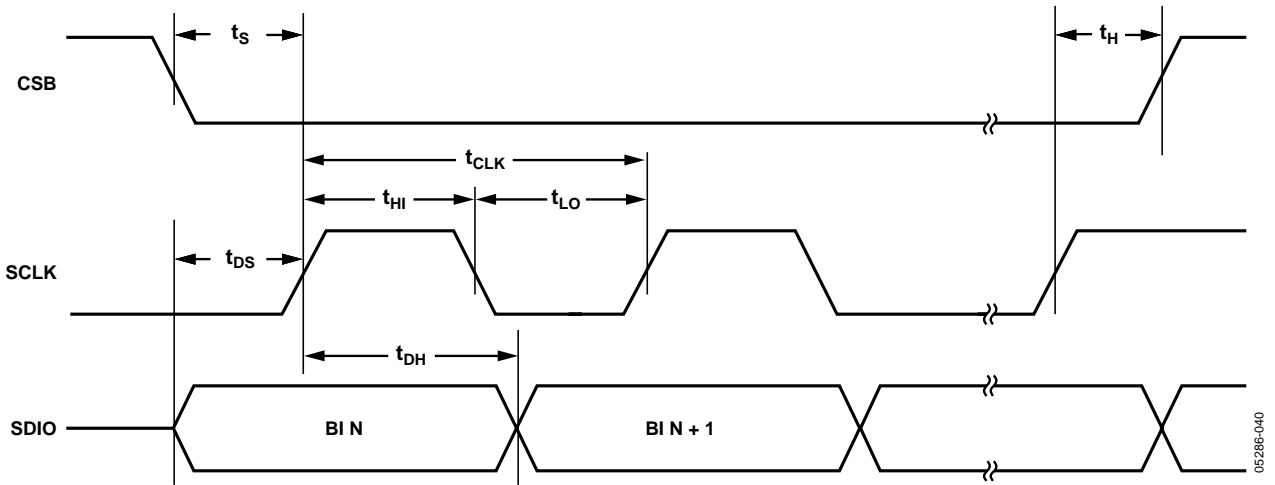 CSB
tS
tH
tCLK
tHI
tLO
SCLK
tDS
tDH
SDIO
BI N
BI N + 1
05286-040